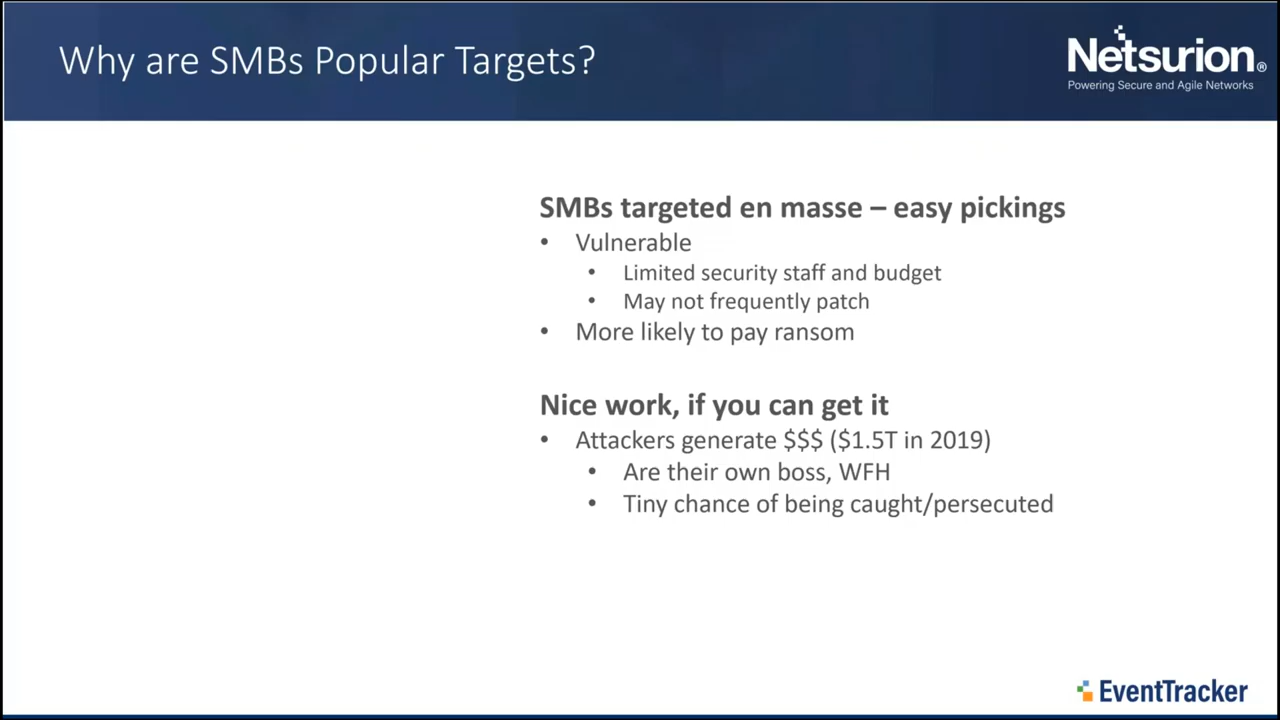 Why are SMBs Popular Targets?
Netsurion®
Powering Secure and Agile Networks
SMBs targeted en masse – easy pickings
• Vulnerable
• Limited security staff and budget
• May not frequently patch
• More likely to pay ransom
Nice work, if you can get it
• Attackers generate $$$ ($1.5T in 2019)
• Are their own boss, WFH
• Tiny chance of being caught/persecuted
EventTracker